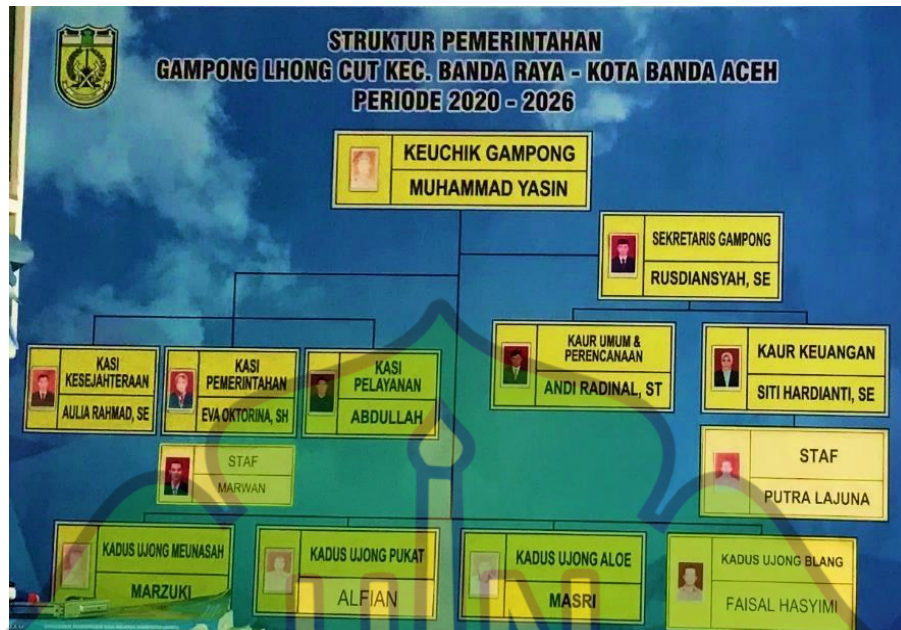 STRUKTUR PEMERINTAHAN
GAMPONG LHONG CUT KEC. BANDA RAYA - KOTA BANDA ACEH
PERIODE 2020 - 2026
KEUCHIK GAMPONG
MUHAMMAD YASIN
SEKRETARIS GAMPONG
RUSDIANSYAH, SE
KASI
KESEJAHTERAAN
AULIA RAHMAD, SE
KASI
PEMERINTAHAN
EVA OKTORINA, SH
KASI
PELAYANAN
ABDULLAH
KAUR UMUM &
PERENCANAAN
ANDI RADINAL, ST
KAUR KEUANGAN
SITI HARDIANTI, SE
STAF
MARWAN
STAF
PUTRA LAJUNA
KADUS UJONG MEUNASAH
MARZUKI
KADUS UJONG PUKAT
ALFIAN
KADUS UJONG ALOE
MASRI
KADUS UJONG BLANG
FAISAL HASYIMI
UIN